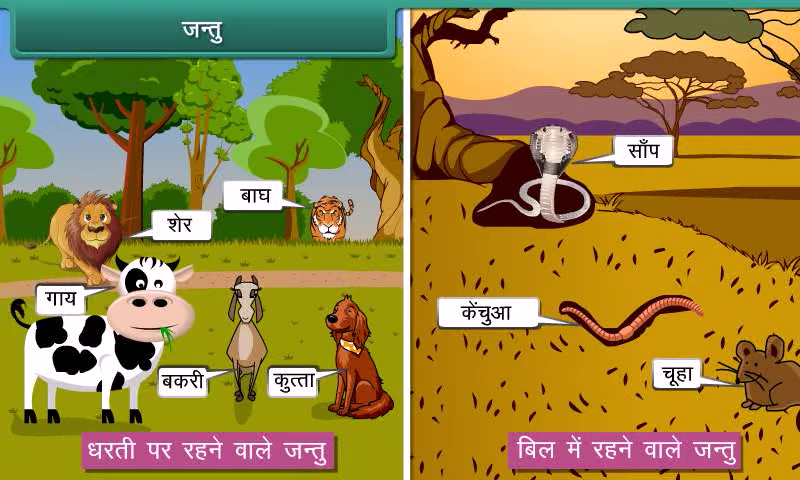 जन्तु
बाघ
शेर
गाय
बकरी
कुत्ता
धरती पर रहने वाले जन्तु
साँप
केंचुआ
चूहा
बिल में रहने वाले जन्तु